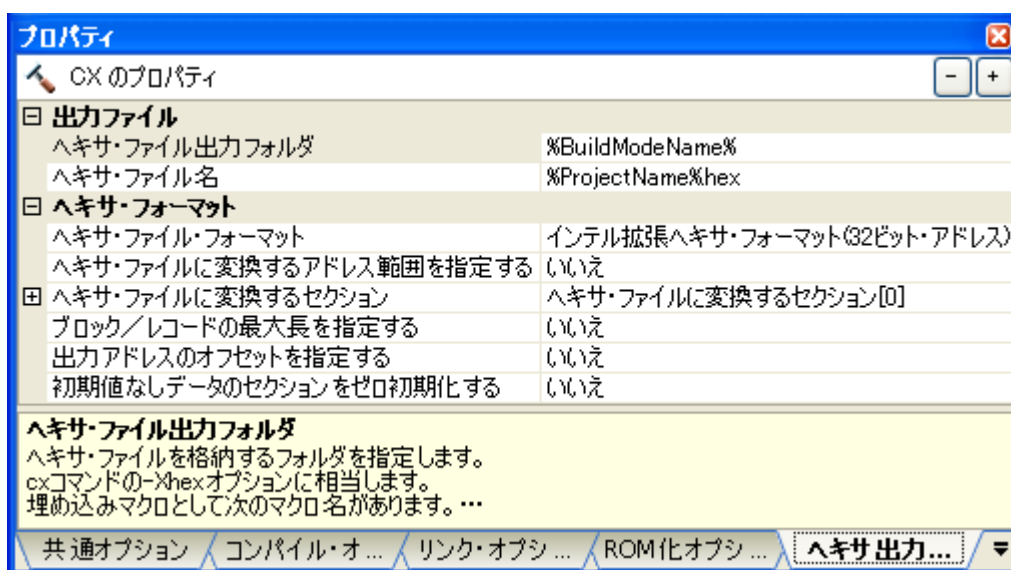 プロパティ
CX のプロパティ
出力ファイル
ヘキサ・ファイル出力フォルダ %BuildModeName%
ヘキサ・ファイル名 %ProjectName%hex
ヘキサ・フォーマット
ヘキサ・ファイル・フォーマット インテル拡張ヘキサ・フォーマット(32ビット・アドレス)
ヘキサ・ファイルに変換するアドレス範囲を指定する いいえ
ヘキサ・ファイルに変換するセクション ヘキサ・ファイルに変換するセクション[0]
ブロック/レコードの最大長を指定する いいえ
出力アドレスのオフセットを指定する いいえ
初期値なしデータのセクションをゼロ初期化する いいえ
ヘキサ・ファイル出力フォルダ
ヘキサ・ファイルを格納するフォルダを指定します。
cxコマンドの-Xhexオプションに相当します。
埋め込みマクロとして次のマクロ名があります。…
共通オプション コンパイル・オ... リンク・オプシ ... ROM化オプシ ... ヘキサ出力...